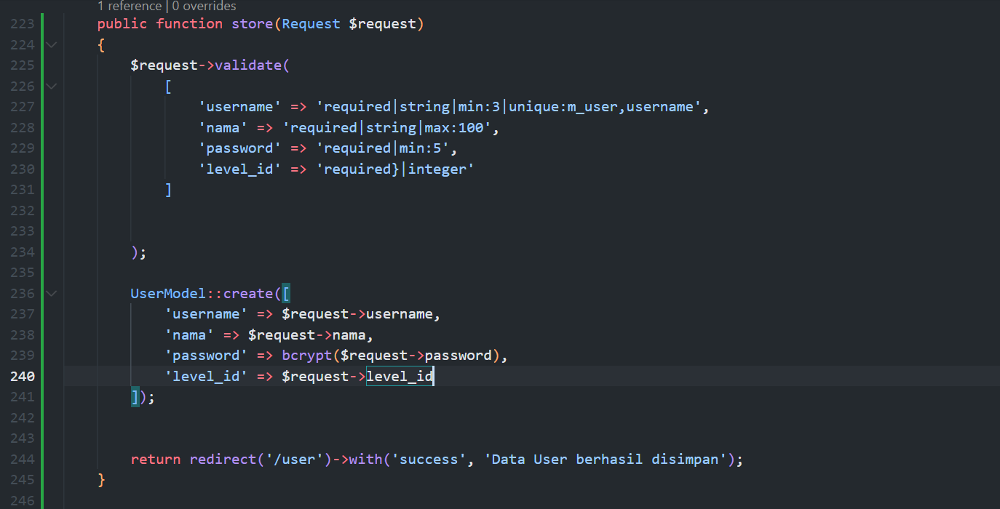 1 reference | 0 overrides
223 public function store(Request $request)
224 {
225 $request->validate(
226 [
227 'username' => 'required|string|min:3|unique:m_user,username',
228 'nama' => 'required|string|max:100',
229 'password' => 'required|min:5',
230 'level_id' => 'required}|integer'
231 ]
232
233
234 );
235
236 UserModel::create([
237 'username' => $request->username,
238 'nama' => $request->nama,
239 'password' => bcrypt($request->password),
240 'level_id' => $request->level_id
241 ]);
242
243
244 return redirect('/user')->with('success', 'Data User berhasil disimpan');
245 }
246